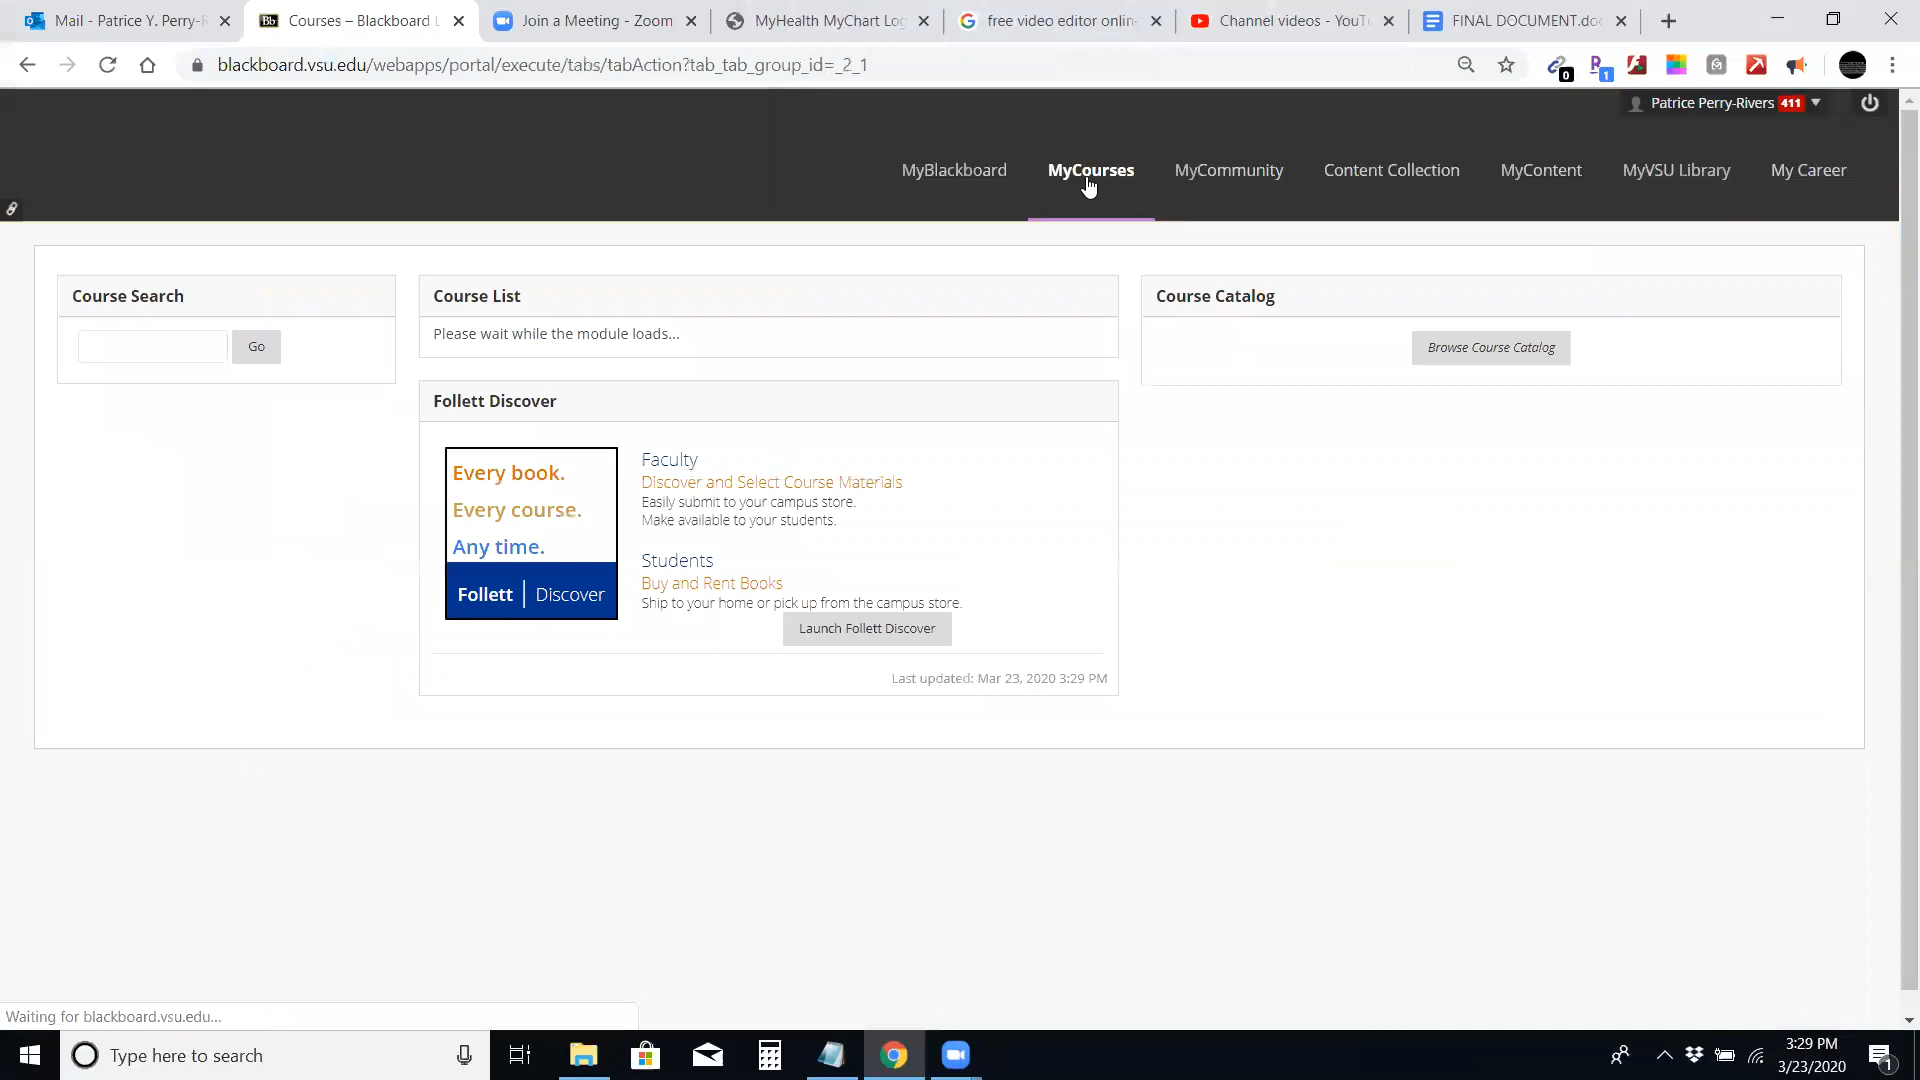 Mail - Patrice Y. Perry-R
Courses – Blackboard L
Join a Meeting - Zoom
MyHealth MyChart Log
free video editor onlin
Channel videos - YouTu
FINAL DOCUMENT.doc
blackboard.vsu.edu/webapps/portal/execute/tabs/tabAction?tab_tab_group_id=_2_1
0
1
Patrice Perry-Rivers 411
MyBlackboard
MyCourses
MyCommunity
Content Collection
MyContent
MyVSU Library
My Career
Course Search
Go
Course List
Please wait while the module loads...
Course Catalog
Browse Course Catalog
Follett Discover
Every book.
Every course.
Any time.
Follett | Discover
Faculty
Discover and Select Course Materials
Easily submit to your campus store.
Make available to your students.
Students
Buy and Rent Books
Ship to your home or pick up from the campus store.
Launch Follett Discover
Last updated: Mar 23, 2020 3:29 PM
Waiting for blackboard.vsu.edu...
Type here to search
3:29 PM
3/23/2020
1